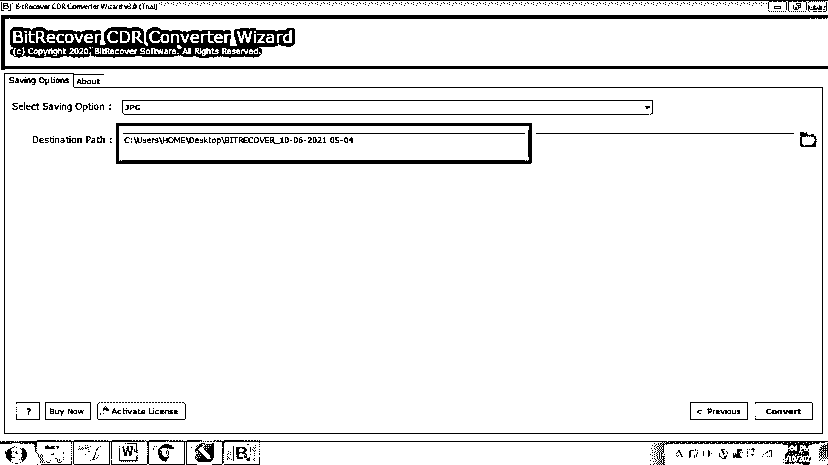 BitRecover CDR Converter Wizard v3.0 (Trial)
BitRecover CDR Converter Wizard
(c) Copyright 2020, BitRecover Software. All Rights Reserved.
Saving Options About
Select Saving Option : JPG
Destination Path : C:\Users\HOME\Desktop\BITRECOVER_10-06-2021 05-04
? Buy Now Activate License < Previous Convert
W B